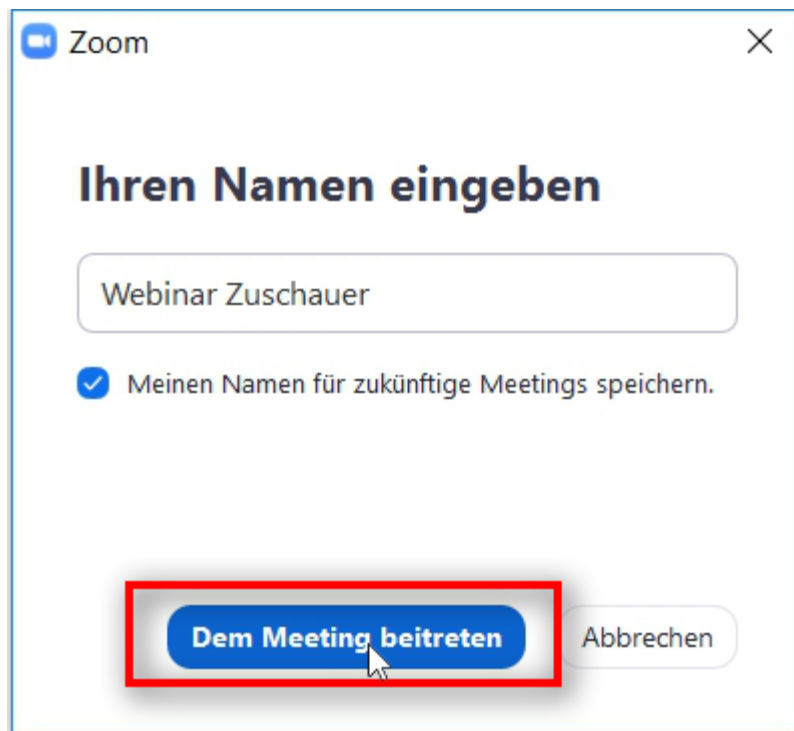 Zoom
Ihren Namen eingeben
Webinar Zuschauer
Meinen Namen für zukünftige Meetings speichern.
Dem Meeting beitreten
Abbrechen